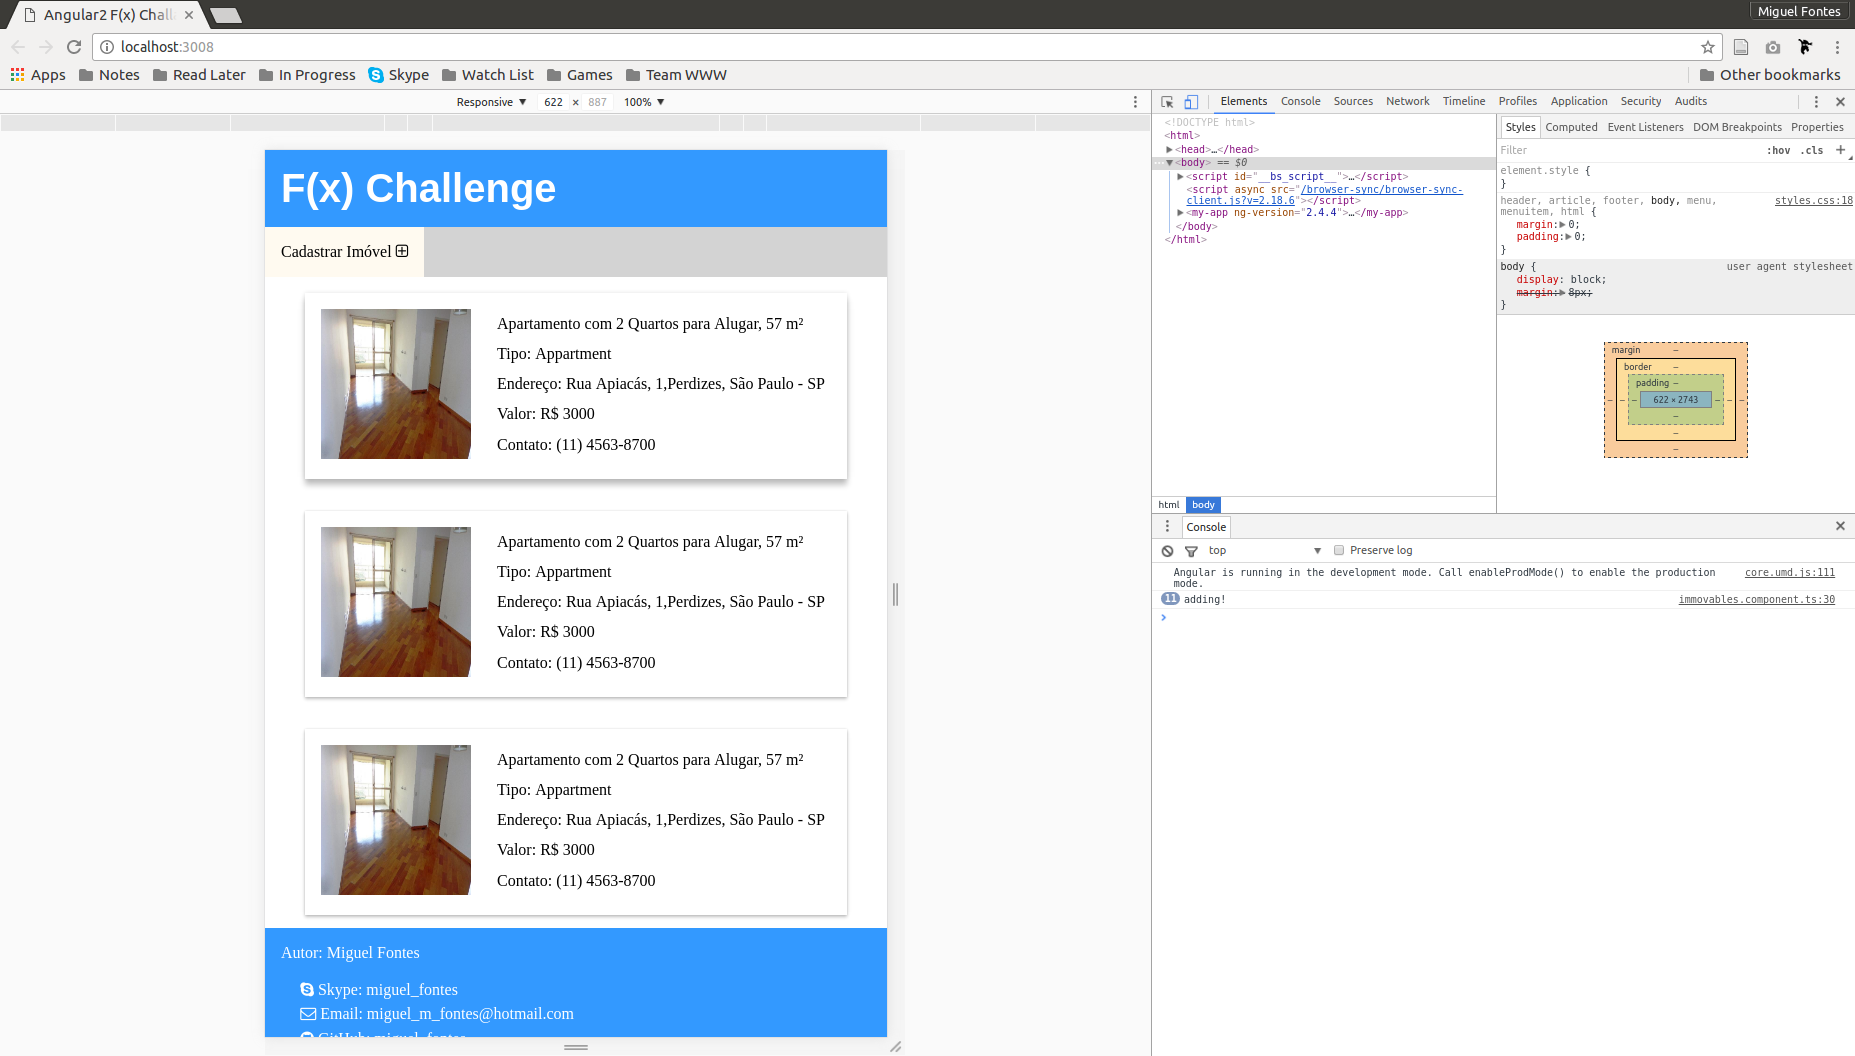 Angular2 F(x) Chall
Miguel Fontes
localhost:3008
Apps Notes Read Later In Progress Skype Watch List Games Team WWW Other bookmarks
Responsive ▼ 622 × 887 100% ▼
Elements Console Sources Network Timeline Profiles Application Security Audits
F(x) Challenge
Cadastrar Imóvel
Apartamento com 2 Quartos para Alugar, 57 m²
Tipo: Appartment
Endereço: Rua Apiacás, 1,Perdizes, São Paulo - SP
Valor: R$ 3000
Contato: (11) 4563-8700
Apartamento com 2 Quartos para Alugar, 57 m²
Tipo: Appartment
Endereço: Rua Apiacás, 1,Perdizes, São Paulo - SP
Valor: R$ 3000
Contato: (11) 4563-8700
Apartamento com 2 Quartos para Alugar, 57 m²
Tipo: Appartment
Endereço: Rua Apiacás, 1,Perdizes, São Paulo - SP
Valor: R$ 3000
Contato: (11) 4563-8700
Autor: Miguel Fontes
Skype: miguel_fontes
Email: miguel_m_fontes@hotmail.com
GitHub: miguel_fontes
<!DOCTYPE html>
<html>
▶<head>…</head>
…▼<body> == $0
▶<script id="__bs_script__">…</script>
<script async src="/browser-sync/browser-sync-
client.js?v=2.18.6"></script>
▶<my-app ng-version="2.4.4">…</my-app>
</body>
</html>
html body
Styles Computed Event Listeners DOM Breakpoints Properties
Filter :hov .cls +
element.style {
}
header, article, footer, body, menu, styles.css:18
menuitem, html {
margin:▶0;
padding:▶0;
}
body { user agent stylesheet
display: block;
margin:▶8px;
}
margin –
border –
padding –
– – – 622 × 2743 – – –
–
–
–
Console
top ▼ Preserve log
Angular is running in the development mode. Call enableProdMode() to enable the production core.umd.js:111
mode.
11 adding! immovables.component.ts:30
›